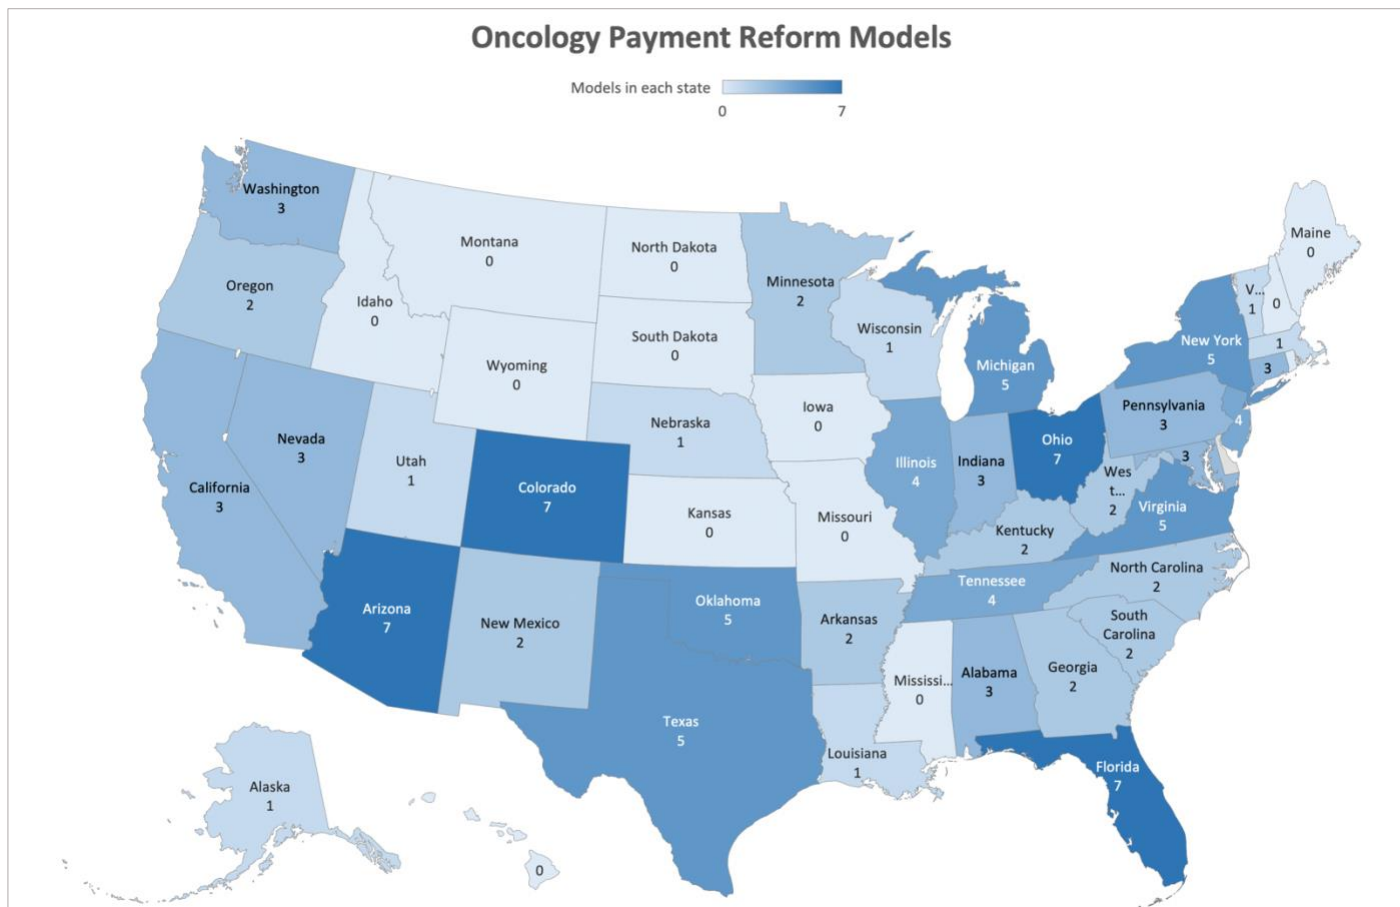 Oncology Payment Reform Models
Models in each state
0
7
Washington
3
Montana
0
North Dakota
0
Minnesota
2
Maine
0
Oregon
2
Idaho
0
V...
1
0
South Dakota
0
Wisconsin
1
New York
5
1
Wyoming
0
Michigan
5
3
Iowa
0
Pennsylvania
3
4
Nebraska
1
Nevada
3
Utah
1
Ohio
7
Illinois
4
Indiana
3
3
California
3
Colorado
7
Wes
t...
2
Virginia
5
Kansas
0
Missouri
0
Kentucky
2
North Carolina
2
Arizona
7
New Mexico
2
Oklahoma
5
Arkansas
2
Tennessee
4
South
Carolina
2
Mississi...
0
Alabama
3
Georgia
2
Texas
5
Louisiana
1
Florida
7
Alaska
1
0